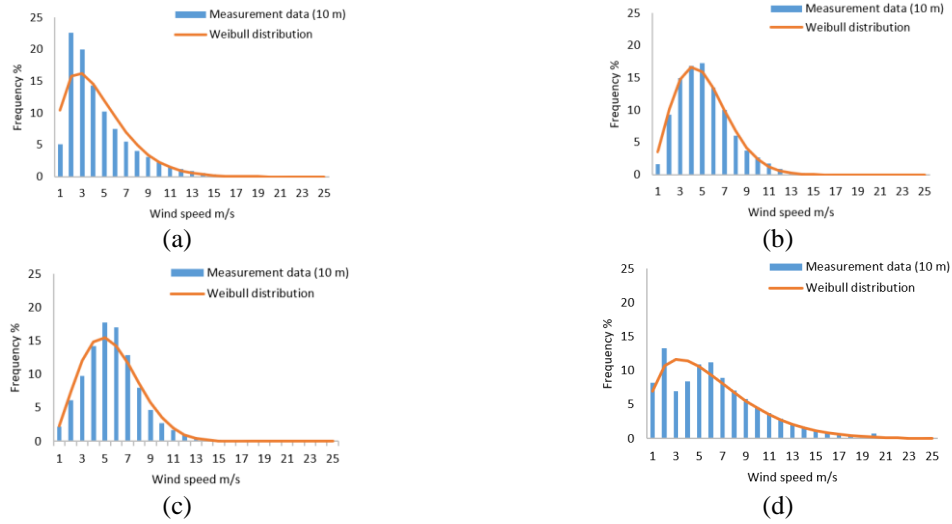 Measurement data (10 m)
Weibull distribution
Frequency %
25
20
15
10
5
0
1 3 5 7 9 11 13 15 17 19 21 23 25
Wind speed m/s
(a)
Measurement data (10 m)
Weibull distribution
Frequency %
25
20
15
10
5
0
1 3 5 7 9 11 13 15 17 19 21 23 25
Wind speed m/s
(b)
Measurement data (10 m)
Weibull distribution
Frequency %
25
20
15
10
5
0
1 3 5 7 9 11 13 15 17 19 21 23 25
Wind speed m/s
(c)
Measurement data (10 m)
Weibull distribution
Frequency %
25
20
15
10
5
0
1 3 5 7 9 11 13 15 17 19 21 23 25
Wind speed m/s
(d)